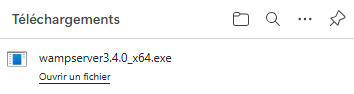 Téléchargements
wampserver3.4.0_x64.exe
Ouvrir un fichier